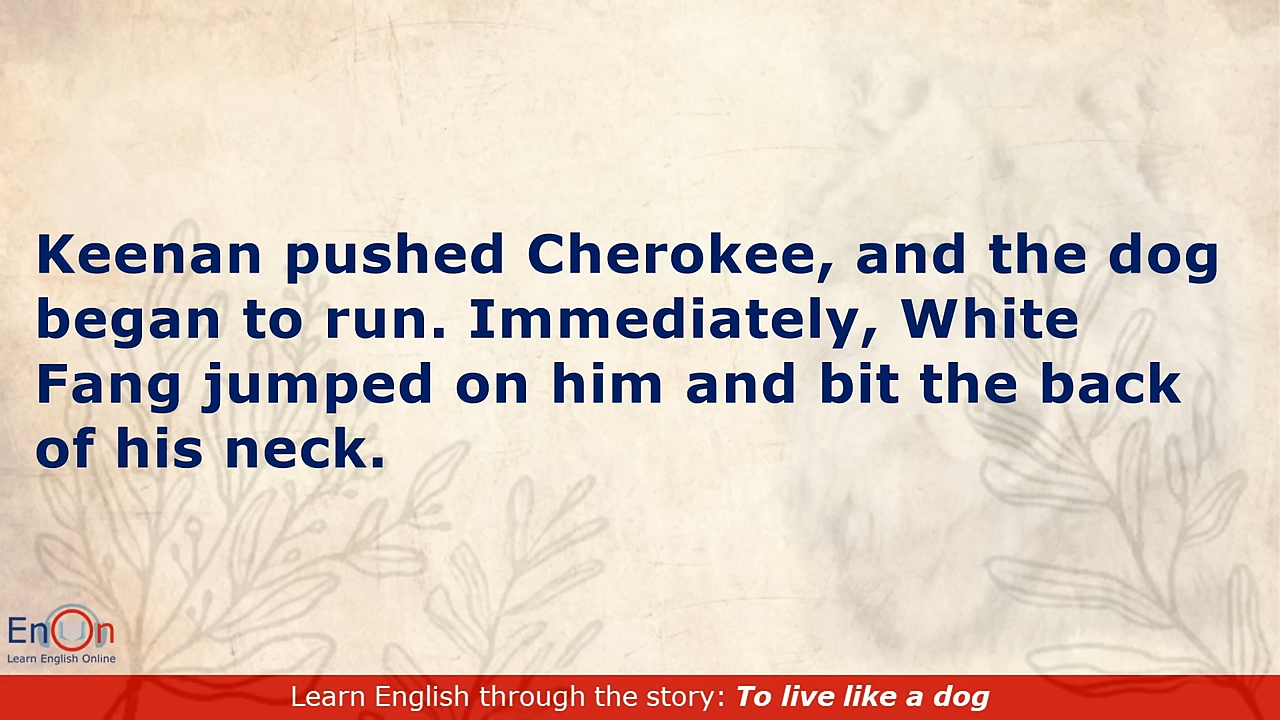 Keenan pushed Cherokee, and the dog
began to run. Immediately, White
Fang jumped on him and bit the back
of his neck.
EnOn
Learn English Online
Learn English through the story: To live like a dog